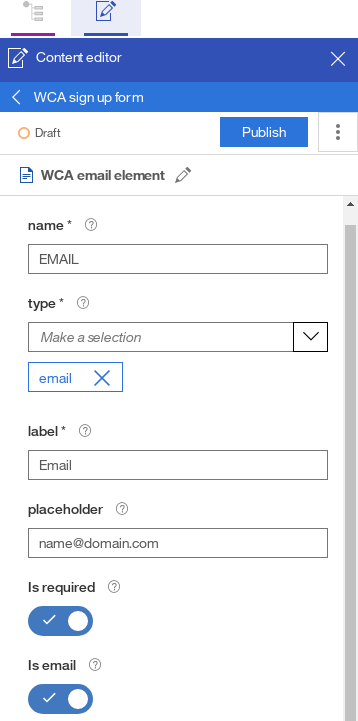 Content editor
WCA sign up form
Draft
Publish
WCA email element
name * ?
EMAIL
type * ?
Make a selection
email
label * ?
Email
placeholder ?
name@domain.com
Is required ?
Is email ?